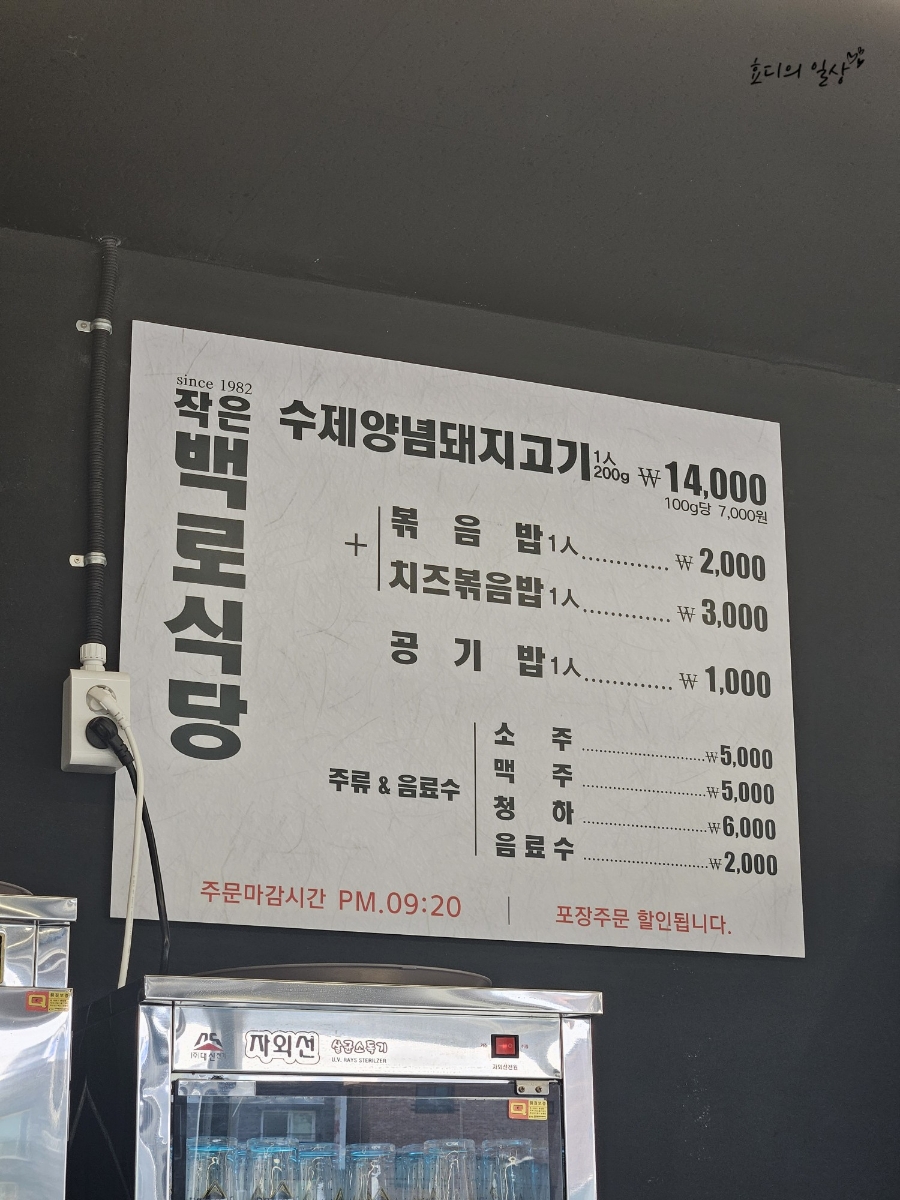 효디의 일상
since 1982
작은
백로식당
수제양념돼지고기 1人 200g ₩14,000
100g당 7,000원
+ 볶음밥 1人 ₩2,000
치즈볶음밥 1人 ₩3,000
공기밥 1人 ₩1,000
주류 & 음료수
소주 ₩5,000
맥주 ₩5,000
청하 ₩6,000
음료수 ₩2,000
주문마감시간 PM.09:20 | 포장주문 할인됩니다.
자외선 살균소독기
U.V. RAYS STERILIZER
자외선전원